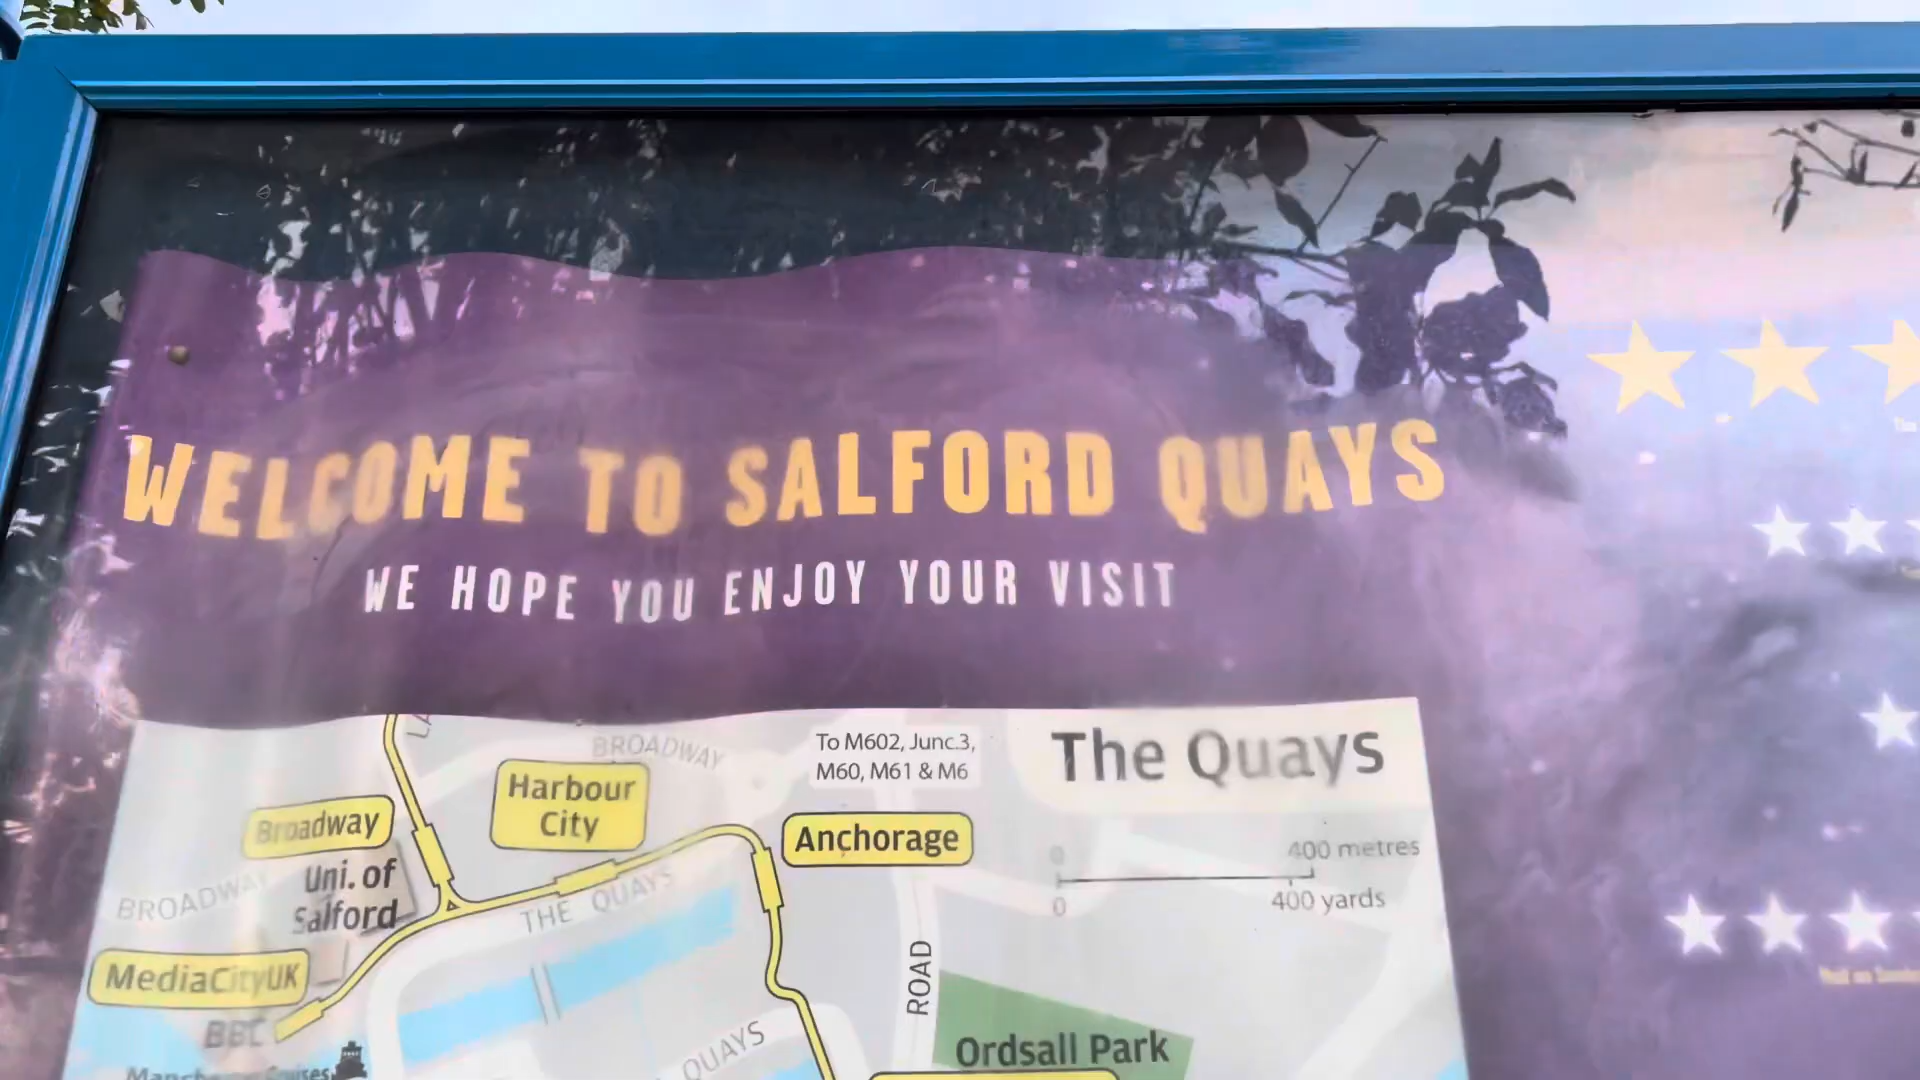 WELCOME TO SALFORD QUAYS
WE HOPE YOU ENJOY YOUR VISIT
The Quays
To M602, Junc.3,
M60, M61 & M6
BROADWAY
Harbour
City
Broadway
Anchorage
Uni. of
Salford
BROADWAY
THE QUAYS
0
400 metres
0
400 yards
MediaCityUK
BBC
ROAD
QUAYS
Ordsall Park
Cruises